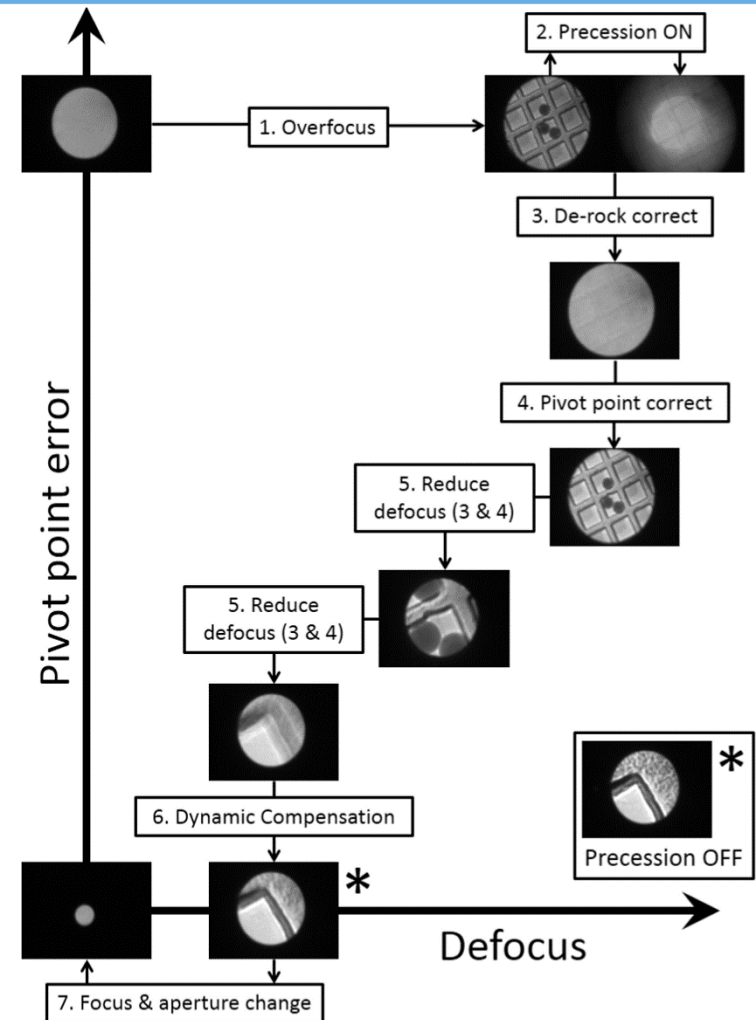 2. Precession ON
1. Overfocus
3. De-rock correct
4. Pivot point correct
Pivot point error
5. Reduce
defocus (3 & 4)
5. Reduce
defocus (3 & 4)
*
Precession OFF
6. Dynamic Compensation
*
Defocus
7. Focus & aperture change